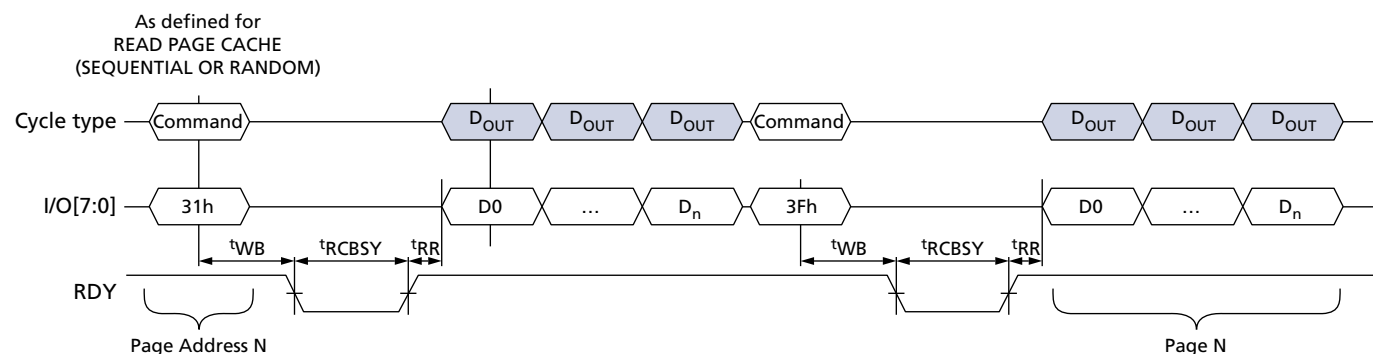 As defined for
READ PAGE CACHE
(SEQUENTIAL OR RANDOM)
Cycle type Command DOUT DOUT DOUT Command DOUT DOUT DOUT
I/O[7:0] 31h D0 … Dn 3Fh D0 … Dn
tWB tRCBSY tRR tWB tRCBSY tRR
RDY
Page Address N Page N